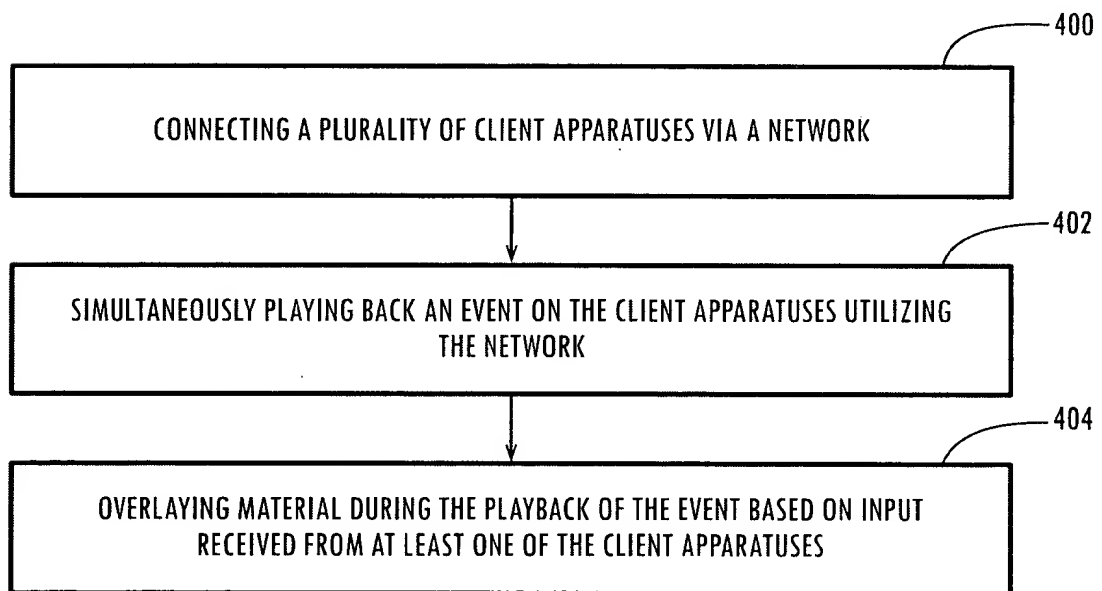 400
CONNECTING A PLURALITY OF CLIENT APPARATUSES VIA A NETWORK
402
SIMULTANEOUSLY PLAYING BACK AN EVENT ON THE CLIENT APPARATUSES UTILIZING
THE NETWORK
404
OVERLAYING MATERIAL DURING THE PLAYBACK OF THE EVENT BASED ON INPUT
RECEIVED FROM AT LEAST ONE OF THE CLIENT APPARATUSES